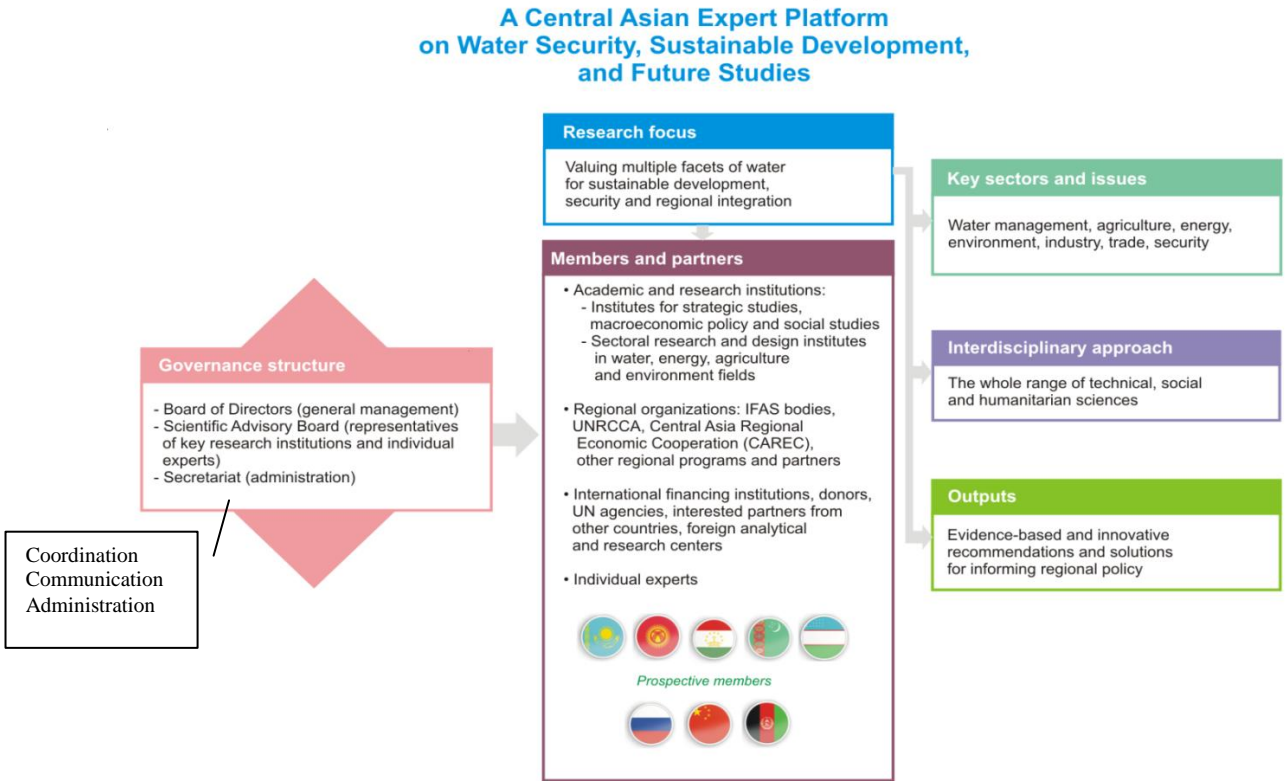 A Central Asian Expert Platform
on Water Security, Sustainable Development,
and Future Studies
Research focus
Valuing multiple facets of water
for sustainable development,
security and regional integration
Key sectors and issues
Water management, agriculture, energy,
environment, industry, trade, security
Members and partners
• Academic and research institutions:
- Institutes for strategic studies,
macroeconomic policy and social studies
- Sectoral research and design institutes
in water, energy, agriculture
and environment fields
• Regional organizations: IFAS bodies,
UNRCCA, Central Asia Regional
Economic Cooperation (CAREC),
other regional programs and partners
• International financing institutions, donors,
UN agencies, interested partners from
other countries, foreign analytical
and research centers
• Individual experts
Prospective members
Governance structure
- Board of Directors (general management)
- Scientific Advisory Board (representatives
of key research institutions and individual
experts)
- Secretariat (administration)
Coordination
Communication
Administration
Interdisciplinary approach
The whole range of technical, social
and humanitarian sciences
Outputs
Evidence-based and innovative
recommendations and solutions
for informing regional policy